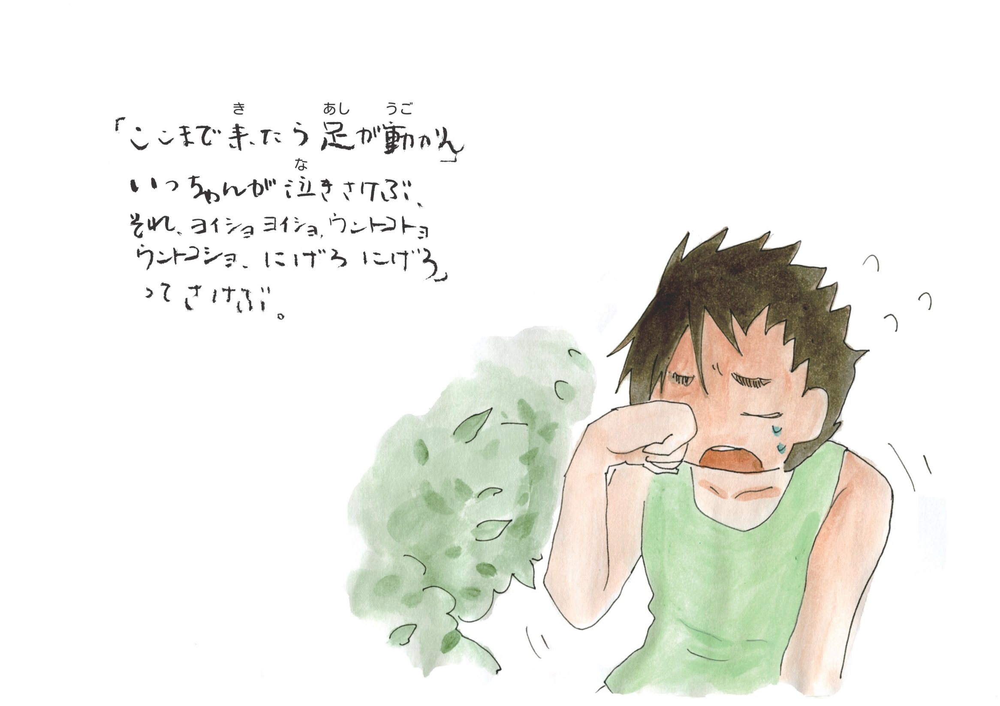 「ここまで来たら足が動かん」
いっちゃんが泣きさけぶ、
それ、ヨイショヨイショ、ウントコトョ
ウントコショ、にげろにげろ」
ってさけぶ。